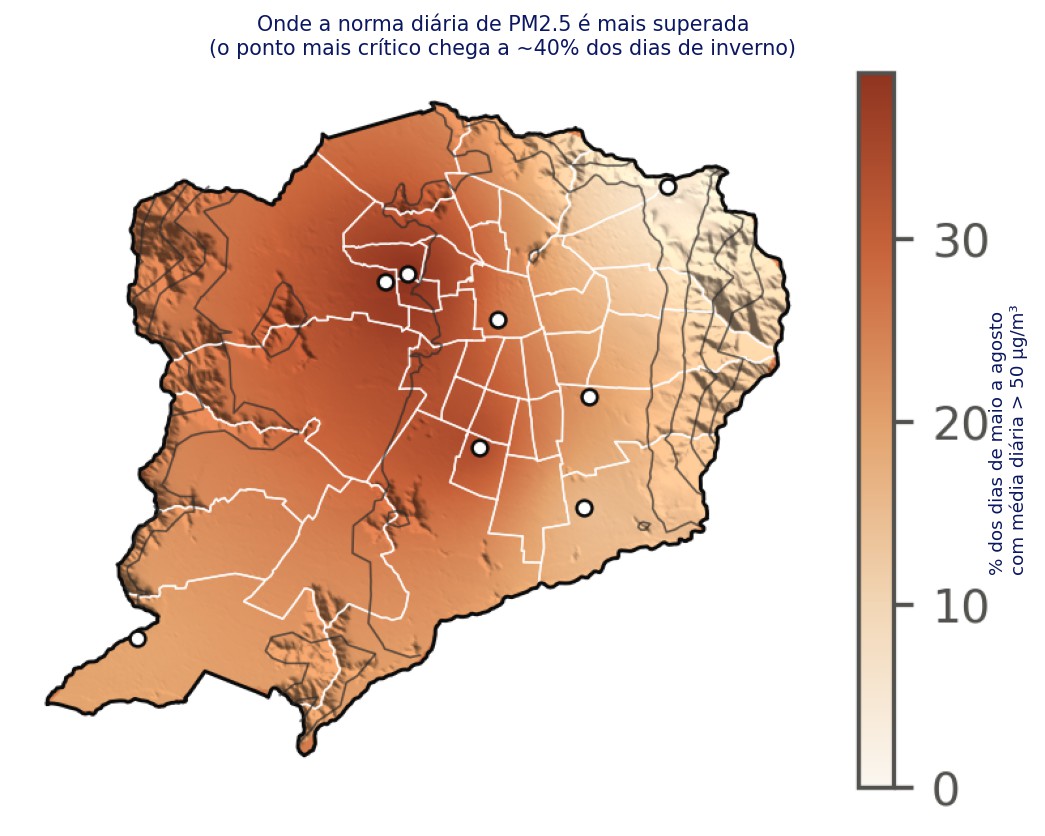 Onde a norma diária de PM2.5 é mais superada
(o ponto mais crítico chega a ~40% dos dias de inverno)
30
20
10
0
% dos dias de maio a agosto
com média diária > 50 µg/m³